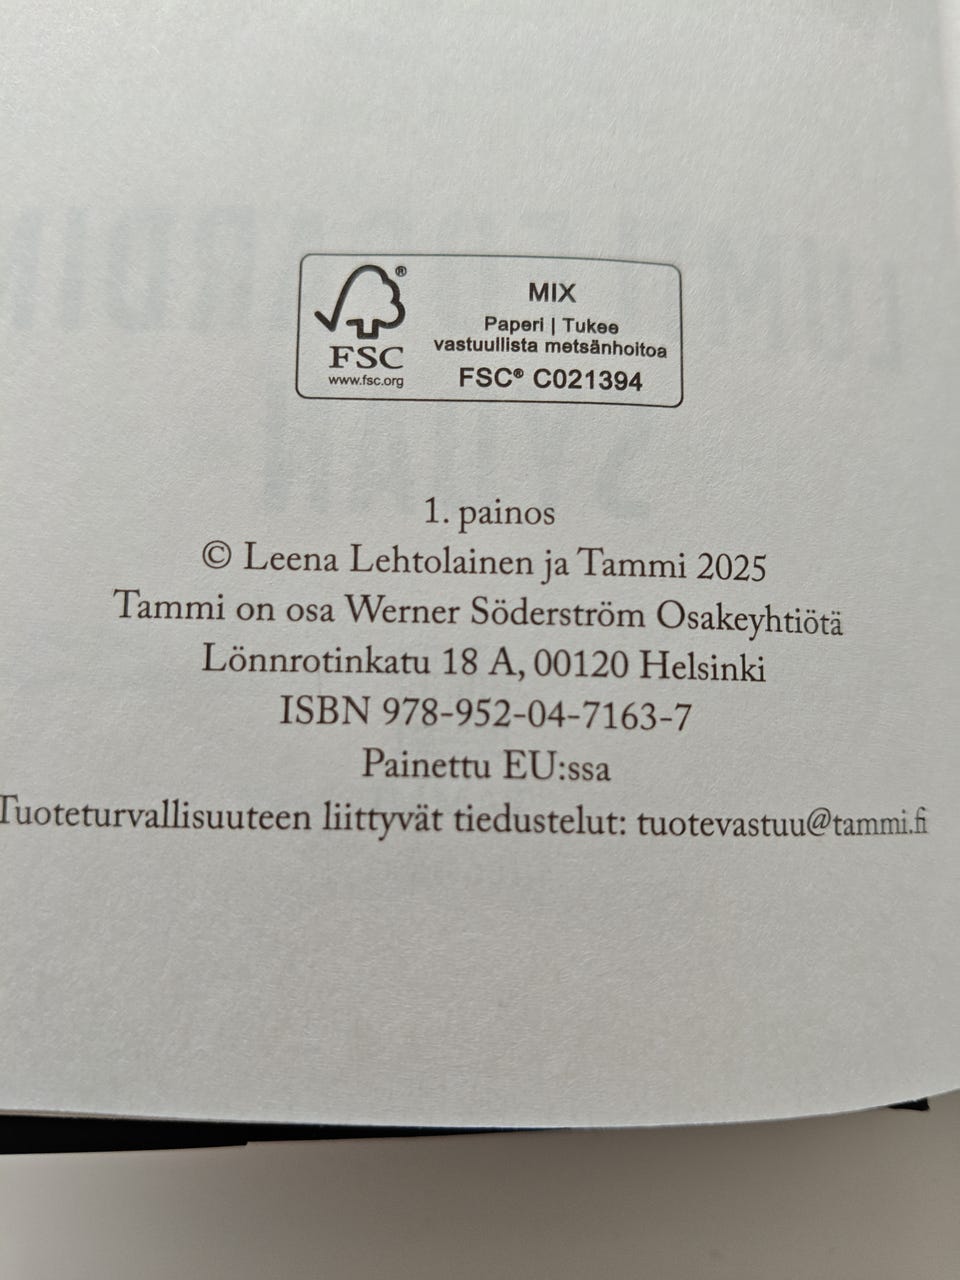 FSC®
www.fsc.org
MIX
Paperi | Tukee
vastuullista metsänhoitoa
FSC® C021394
1. painos
© Leena Lehtolainen ja Tammi 2025
Tammi on osa Werner Söderström Osakeyhtiötä
Lönnrotinkatu 18 A, 00120 Helsinki
ISBN 978-952-04-7163-7
Painettu EU:ssa
Tuoteturvallisuuteen liittyvät tiedustelut: tuotevastuu@tammi.fi